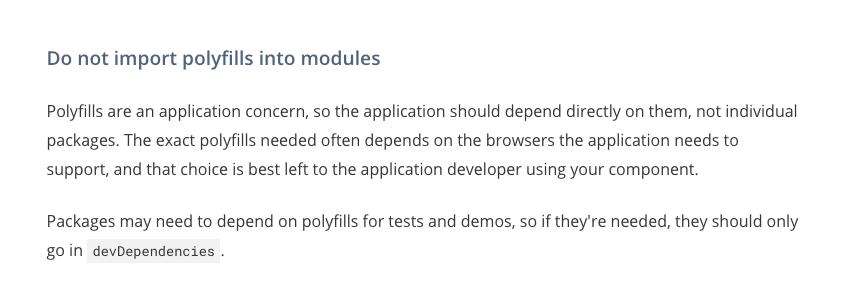 Do not import polyfills into modules
Polyfills are an application concern, so the application should depend directly on them, not individual
packages. The exact polyfills needed often depends on the browsers the application needs to
support, and that choice is best left to the application developer using your component.
Packages may need to depend on polyfills for tests and demos, so if they're needed, they should only
go in devDependencies.